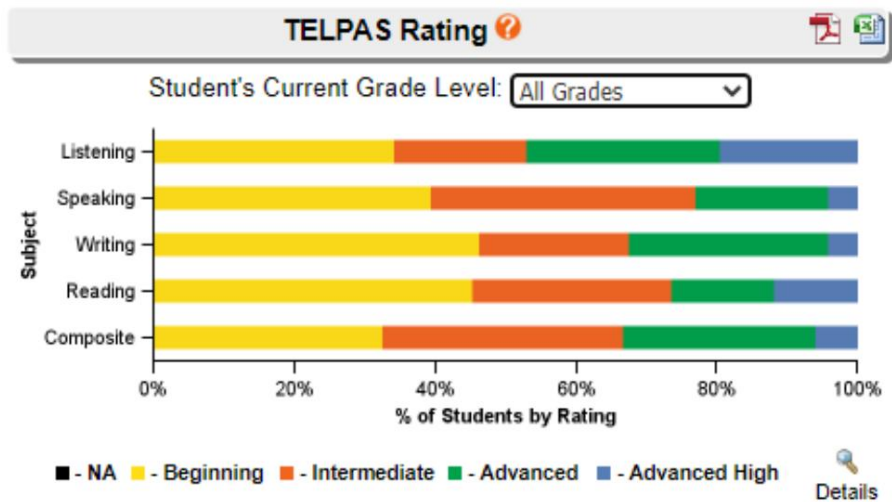 TELPAS Rating ?
Student's Current Grade Level: All Grades
Subject
Listening
Speaking
Writing
Reading
Composite
0% 20% 40% 60% 80% 100%
% of Students by Rating
- NA - Beginning - Intermediate - Advanced - Advanced High
Details